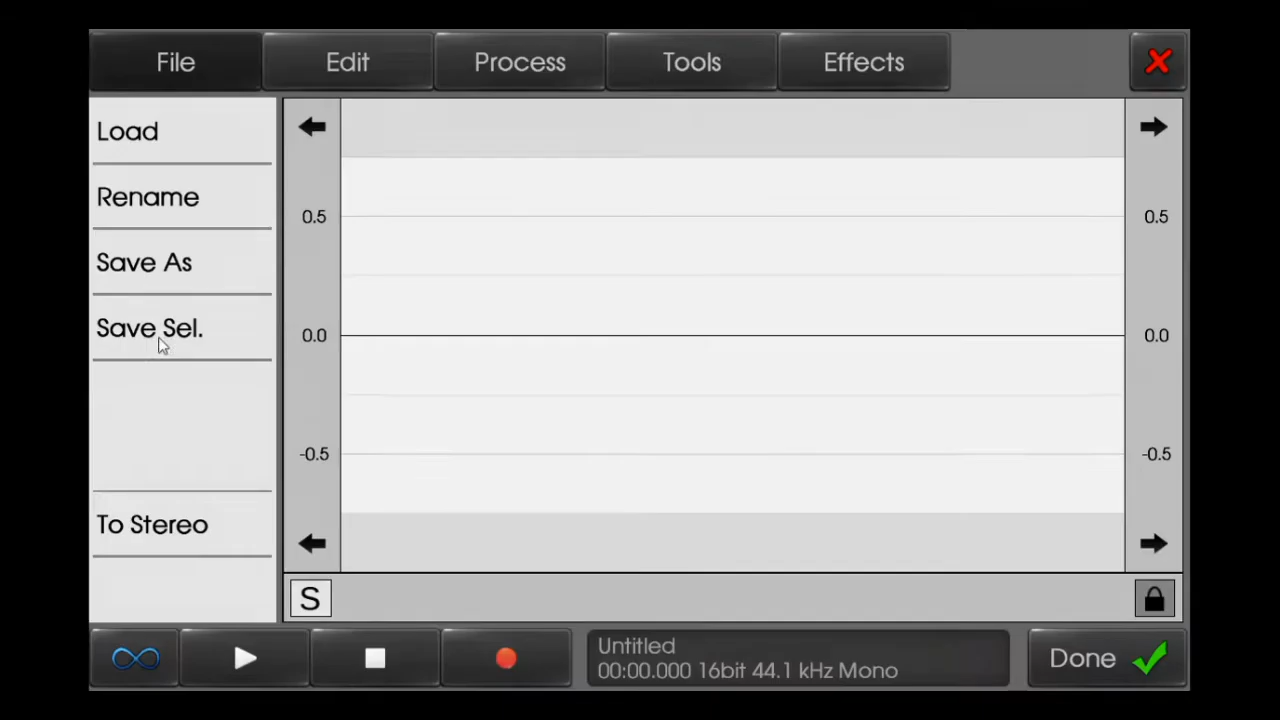 File
Edit
Process
Tools
Effects
Load
Rename
Save As
Save Sel.
To Stereo
0.5
0.0
-0.5
0.5
0.0
-0.5
S
Untitled
00:00.000 16bit 44.1 kHz Mono
Done